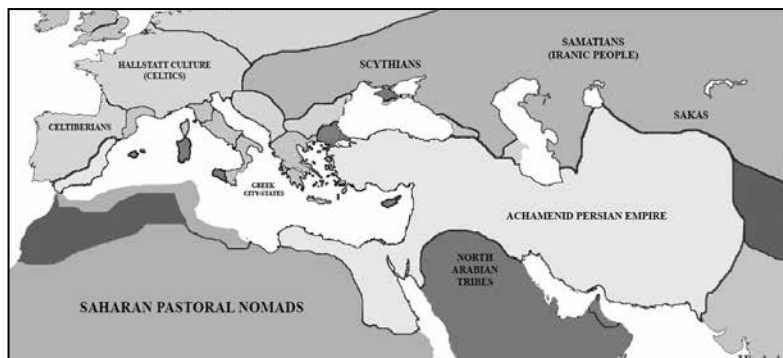 HALLSTATT CULTURE
(CELTICS)
SCYTHIANS
SAMATIANS
(IRANIC PEOPLE)
SAKAS
CELTIBERIANS
GREEK
CITY-STATES
ACHAMENID PERSIAN EMPIRE
NORTH
ARABIAN
TRIBES
SAHARAN PASTORAL NOMADS